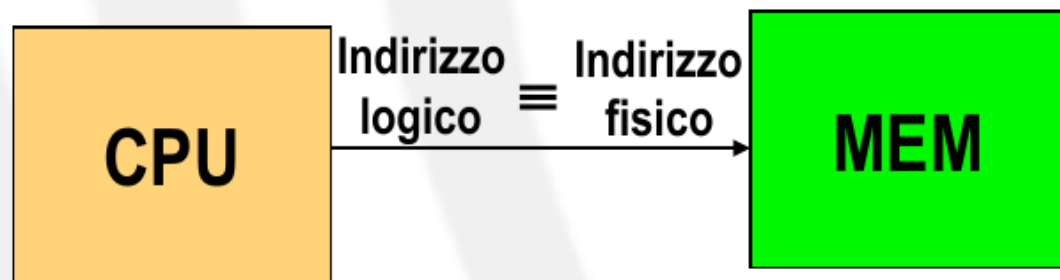 CPU
Indirizzo
logico
≡
Indirizzo
fisico
MEM